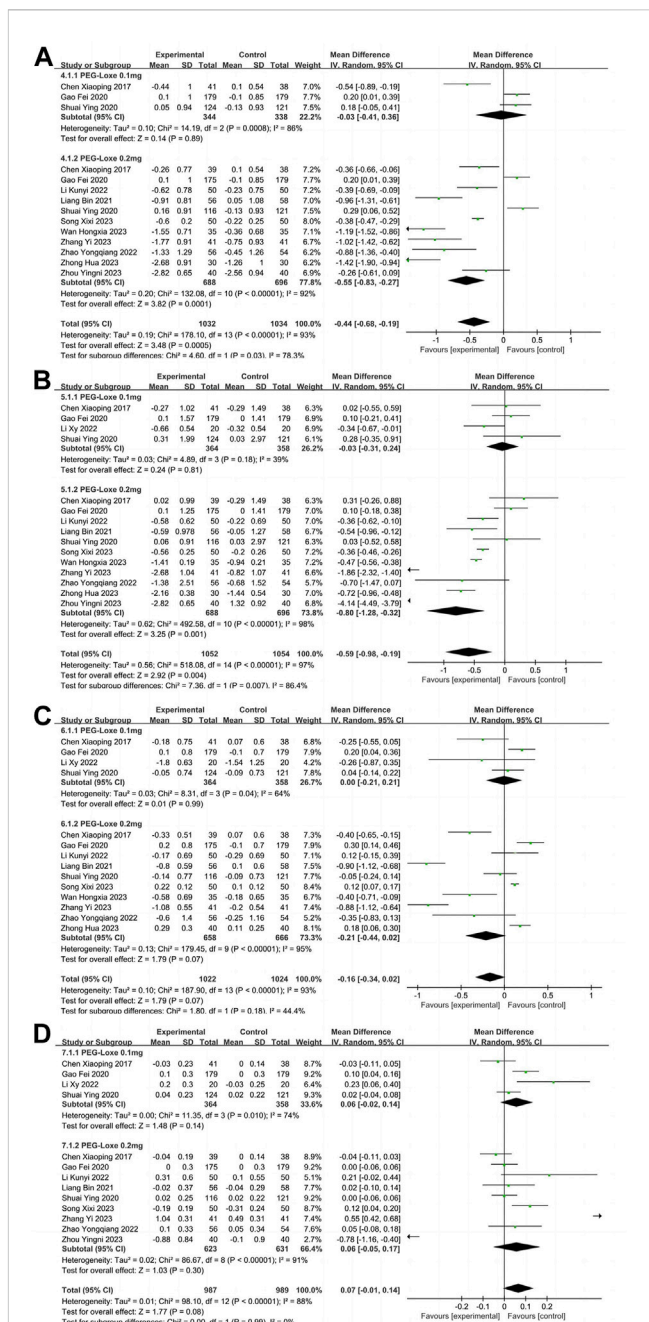 A
Experimental Control Mean Difference Mean Difference
Study or Subgroup Mean SD Total Mean SD Total Weight IV, Random, 95% CI IV, Random, 95% CI
4.1.1 PEG-Loxe 0.1mg
Chen Xiaoping 2017 -0.44 1 41 0.1 0.54 38 7.0% -0.54 [-0.89, -0.19]
Gao Fei 2020 0.1 1 179 -0.1 0.85 179 7.7% 0.20 [0.01, 0.39]
Shuai Ying 2020 0.05 0.94 124 -0.13 0.93 121 7.5% 0.18 [-0.05, 0.41]
Subtotal (95% CI) 344 338 22.2% -0.03 [-0.41, 0.36]
Heterogeneity: Tau² = 0.10; Chi² = 14.19, df = 2 (P = 0.0008); I² = 86%
Test for overall effect: Z = 0.14 (P = 0.89)
4.1.2 PEG-Loxe 0.2mg
Chen Xiaoping 2017 -0.26 0.77 39 0.1 0.54 38 7.2% -0.36 [-0.66, -0.06]
Gao Fei 2020 0.1 1 175 -0.1 0.85 179 7.7% 0.20 [0.01, 0.39]
Li Kunyi 2022 -0.62 0.78 50 -0.23 0.75 50 7.2% -0.39 [-0.69, -0.09]
Liang Bin 2021 -0.91 0.81 56 0.05 1.08 58 7.0% -0.96 [-1.31, -0.61]
Shuai Ying 2020 0.16 0.91 116 -0.13 0.93 121 7.5% 0.29 [0.06, 0.52]
Song Xixi 2023 -0.6 0.2 50 -0.22 0.25 50 7.9% -0.38 [-0.47, -0.29]
Wan Hongxia 2023 -1.55 0.71 35 -0.36 0.68 35 7.1% -1.19 [-1.52, -0.86]
Zhang Yi 2023 -1.77 0.91 41 -0.75 0.93 41 6.8% -1.02 [-1.42, -0.62]
Zhao Yongqiang 2022 -1.33 1.29 56 -0.45 1.26 54 6.4% -0.88 [-1.36, -0.40]
Zhong Hua 2023 -2.68 0.91 30 -1.26 1 30 6.3% -1.42 [-1.90, -0.94]
Zhou Yingni 2023 -2.82 0.65 40 -2.56 0.94 40 7.0% -0.26 [-0.61, 0.09]
Subtotal (95% CI) 688 696 77.8% -0.55 [-0.83, -0.27]
Heterogeneity: Tau² = 0.20; Chi² = 132.08, df = 10 (P < 0.00001); I² = 92%
Test for overall effect: Z = 3.82 (P = 0.0001)
Total (95% CI) 1032 1034 100.0% -0.44 [-0.68, -0.19]
Heterogeneity: Tau² = 0.19; Chi² = 178.10, df = 13 (P < 0.00001); I² = 93%
Test for overall effect: Z = 3.48 (P = 0.0005)
Test for subgroup differences: Chi² = 4.60, df = 1 (P = 0.03), I² = 78.3%
-1 -0.5 0 0.5 1
Favours [experimental] Favours [control]
B
Experimental Control Mean Difference Mean Difference
Study or Subgroup Mean SD Total Mean SD Total Weight IV, Random, 95% CI IV, Random, 95% CI
5.1.1 PEG-Loxe 0.1mg
Chen Xiaoping 2017 -0.27 1.02 41 -0.29 1.49 38 6.3% 0.02 [-0.55, 0.59]
Gao Fei 2020 0.1 1.57 179 0 1.41 179 6.9% 0.10 [-0.21, 0.41]
Li Xy 2022 -0.66 0.54 20 -0.32 0.54 20 6.8% -0.34 [-0.67, -0.01]
Shuai Ying 2020 0.31 1.99 124 0.03 2.97 121 6.2% 0.28 [-0.35, 0.91]
Subtotal (95% CI) 364 358 26.2% -0.03 [-0.31, 0.24]
Heterogeneity: Tau² = 0.03; Chi² = 4.89, df = 3 (P = 0.18); I² = 39%
Test for overall effect: Z = 0.24 (P = 0.81)
5.1.2 PEG-Loxe 0.2mg
Chen Xiaoping 2017 0.02 0.99 39 -0.29 1.49 38 6.3% 0.31 [-0.26, 0.88]
Gao Fei 2020 0.1 1.25 175 0 1.41 179 6.9% 0.10 [-0.18, 0.38]
Li Kunyi 2022 -0.58 0.62 50 -0.22 0.69 50 6.9% -0.36 [-0.62, -0.10]
Liang Bin 2021 -0.59 0.978 56 -0.05 1.27 58 6.7% -0.54 [-0.96, -0.12]
Shuai Ying 2020 0.06 0.91 116 0.03 2.97 121 6.4% 0.03 [-0.52, 0.58]
Song Xixi 2023 -0.56 0.25 50 -0.2 0.26 50 7.1% -0.36 [-0.46, -0.26]
Wan Hongxia 2023 -1.41 0.19 35 -0.94 0.21 35 7.1% -0.47 [-0.56, -0.38]
Zhang Yi 2023 -2.68 1.04 41 -0.82 1.07 41 6.6% -1.86 [-2.32, -1.40]
Zhao Yongqiang 2022 -1.38 2.51 56 -0.68 1.52 54 5.9% -0.70 [-1.47, 0.07]
Zhong Hua 2023 -2.16 0.38 30 -1.44 0.54 30 7.0% -0.72 [-0.96, -0.48]
Zhou Yingni 2023 -2.82 0.65 40 1.32 0.92 40 6.8% -4.14 [-4.49, -3.79]
Subtotal (95% CI) 688 696 73.8% -0.80 [-1.28, -0.32]
Heterogeneity: Tau² = 0.62; Chi² = 492.58, df = 10 (P < 0.00001); I² = 98%
Test for overall effect: Z = 3.25 (P = 0.001)
Total (95% CI) 1052 1054 100.0% -0.59 [-0.98, -0.19]
Heterogeneity: Tau² = 0.56; Chi² = 518.08, df = 14 (P < 0.00001); I² = 97%
Test for overall effect: Z = 2.92 (P = 0.004)
Test for subgroup differences: Chi² = 7.36, df = 1 (P = 0.007), I² = 86.4%
-1 -0.5 0 0.5 1
Favours [experimental] Favours [control]
C
Experimental Control Mean Difference Mean Difference
Study or Subgroup Mean SD Total Mean SD Total Weight IV, Random, 95% CI IV, Random, 95% CI
6.1.1 PEG-Loxe 0.1mg
Chen Xiaoping 2017 -0.18 0.75 41 0.07 0.6 38 6.8% -0.25 [-0.55, 0.05]
Gao Fei 2020 0.1 0.8 179 -0.1 0.7 179 7.7% 0.20 [0.04, 0.36]
Li Xy 2022 -1.8 0.63 20 -1.54 1.25 20 4.6% -0.26 [-0.87, 0.35]
Shuai Ying 2020 -0.05 0.74 124 -0.09 0.73 121 7.6% 0.04 [-0.14, 0.22]
Subtotal (95% CI) 364 358 26.7% 0.00 [-0.21, 0.21]
Heterogeneity: Tau² = 0.03; Chi² = 8.31, df = 3 (P = 0.04); I² = 64%
Test for overall effect: Z = 0.01 (P = 0.99)
6.1.2 PEG-Loxe 0.2mg
Chen Xiaoping 2017 -0.33 0.51 39 0.07 0.6 38 7.1% -0.40 [-0.65, -0.15]
Gao Fei 2020 0.2 0.8 175 -0.1 0.7 179 7.7% 0.30 [0.14, 0.46]
Li Kunyi 2022 -0.17 0.69 50 -0.29 0.69 50 7.0% 0.12 [-0.15, 0.39]
Liang Bin 2021 -0.8 0.59 56 0.1 0.6 58 7.4% -0.90 [-1.12, -0.68]
Shuai Ying 2020 -0.14 0.77 116 -0.09 0.73 121 7.6% -0.05 [-0.24, 0.14]
Song Xixi 2023 0.22 0.12 50 0.1 0.12 50 8.1% 0.12 [0.07, 0.17]
Wan Hongxia 2023 -0.58 0.69 35 -0.18 0.65 35 6.7% -0.40 [-0.71, -0.09]
Zhang Yi 2023 -1.08 0.55 41 -0.2 0.54 41 7.2% -0.88 [-1.12, -0.64]
Zhao Yongqiang 2022 -0.6 1.4 56 -0.25 1.16 54 5.5% -0.35 [-0.83, 0.13]
Zhong Hua 2023 0.29 0.3 40 0.11 0.25 40 7.8% 0.18 [0.06, 0.30]
Subtotal (95% CI) 658 666 73.3% -0.21 [-0.44, 0.02]
Heterogeneity: Tau² = 0.13; Chi² = 179.45, df = 9 (P < 0.00001); I² = 95%
Test for overall effect: Z = 1.79 (P = 0.07)
Total (95% CI) 1022 1024 100.0% -0.16 [-0.34, 0.02]
Heterogeneity: Tau² = 0.10; Chi² = 187.90, df = 13 (P < 0.00001); I² = 93%
Test for overall effect: Z = 1.79 (P = 0.07)
Test for subgroup differences: Chi² = 1.80, df = 1 (P = 0.18), I² = 44.4%
-1 -0.5 0 0.5 1
Favours [experimental] Favours [control]
D
Experimental Control Mean Difference Mean Difference
Study or Subgroup Mean SD Total Mean SD Total Weight IV, Random, 95% CI IV, Random, 95% CI
7.1.1 PEG-Loxe 0.1mg
Chen Xiaoping 2017 -0.03 0.23 41 0 0.14 38 8.7% -0.03 [-0.11, 0.05]
Gao Fei 2020 0.1 0.3 179 0 0.3 179 9.2% 0.10 [0.04, 0.16]
Li Xy 2022 0.2 0.3 20 -0.03 0.25 20 6.4% 0.23 [0.06, 0.40]
Shuai Ying 2020 0.04 0.23 124 0.02 0.22 121 9.3% 0.02 [-0.04, 0.08]
Subtotal (95% CI) 364 358 33.6% 0.06 [-0.02, 0.14]
Heterogeneity: Tau² = 0.00; Chi² = 11.35, df = 3 (P = 0.010); I² = 74%
Test for overall effect: Z = 1.48 (P = 0.14)
7.1.2 PEG-Loxe 0.2mg
Chen Xiaoping 2017 -0.04 0.19 39 0 0.14 38 8.9% -0.04 [-0.11, 0.03]
Gao Fei 2020 0 0.3 175 0 0.3 179 9.2% 0.00 [-0.06, 0.06]
Li Kunyi 2022 0.31 0.6 50 0.1 0.55 50 5.1% 0.21 [-0.02, 0.44]
Liang Bin 2021 -0.02 0.37 56 -0.04 0.29 58 7.8% 0.02 [-0.10, 0.14]
Shuai Ying 2020 0.02 0.25 116 0.02 0.22 121 9.2% 0.00 [-0.06, 0.06]
Song Xixi 2023 -0.19 0.19 50 -0.31 0.24 50 8.7% 0.12 [0.04, 0.20]
Zhang Yi 2023 1.04 0.31 41 0.49 0.31 41 7.4% 0.55 [0.42, 0.68]
Zhao Yongqiang 2022 0.1 0.33 56 0.05 0.34 54 7.6% 0.05 [-0.08, 0.18]
Zhou Yingni 2023 -0.88 0.84 40 -0.1 0.9 40 2.7% -0.78 [-1.16, -0.40]
Subtotal (95% CI) 623 631 66.4% 0.06 [-0.05, 0.17]
Heterogeneity: Tau² = 0.02; Chi² = 86.67, df = 8 (P < 0.00001); I² = 91%
Test for overall effect: Z = 1.03 (P = 0.30)
Total (95% CI) 987 989 100.0% 0.07 [-0.01, 0.14]
Heterogeneity: Tau² = 0.01; Chi² = 98.10, df = 12 (P < 0.00001); I² = 88%
Test for overall effect: Z = 1.77 (P = 0.08)
Test for subgroup differences: Chi² = 0.00, df = 1 (P = 0.99), I² = 0%
-0.2 -0.1 0 0.1 0.2
Favours [experimental] Favours [control]